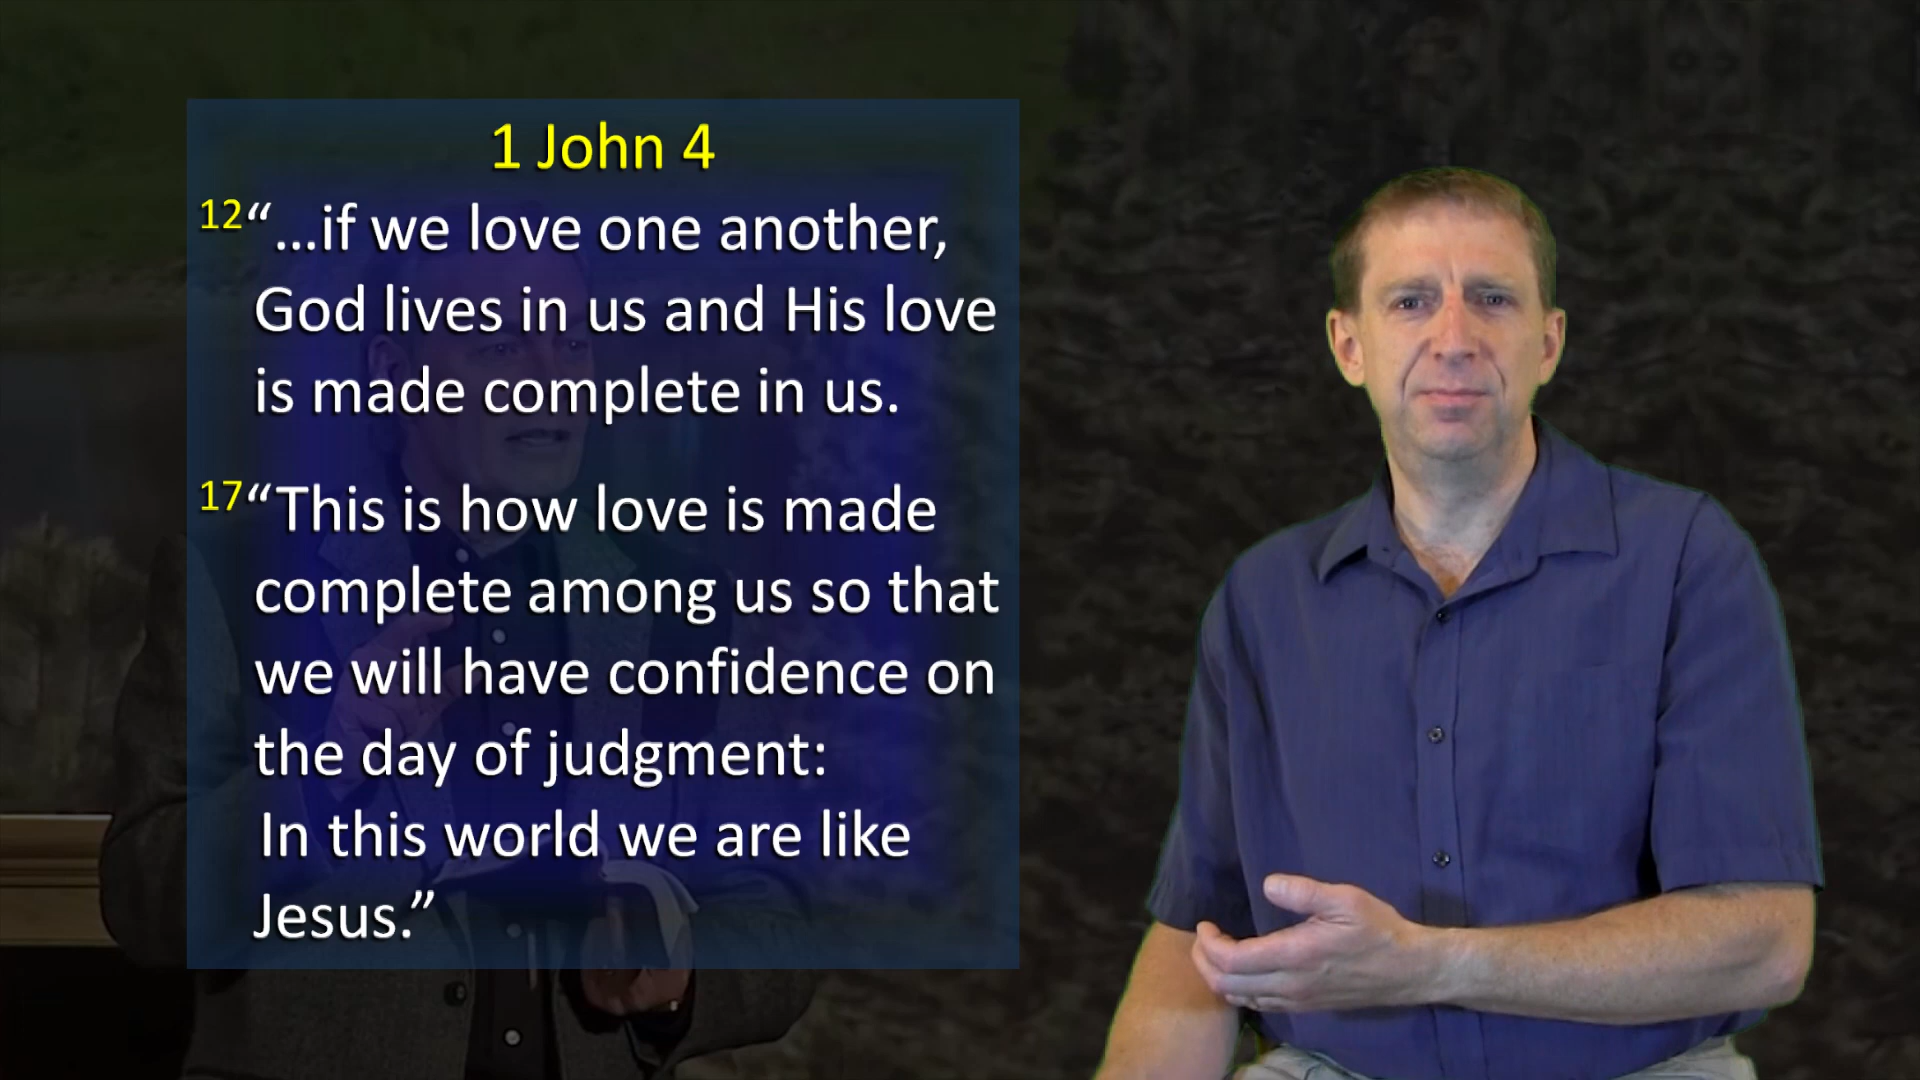 1 John 4
12“…if we love one another,
God lives in us and His love
is made complete in us.
17“This is how love is made
complete among us so that
we will have confidence on
the day of judgment:
In this world we are like
Jesus.”